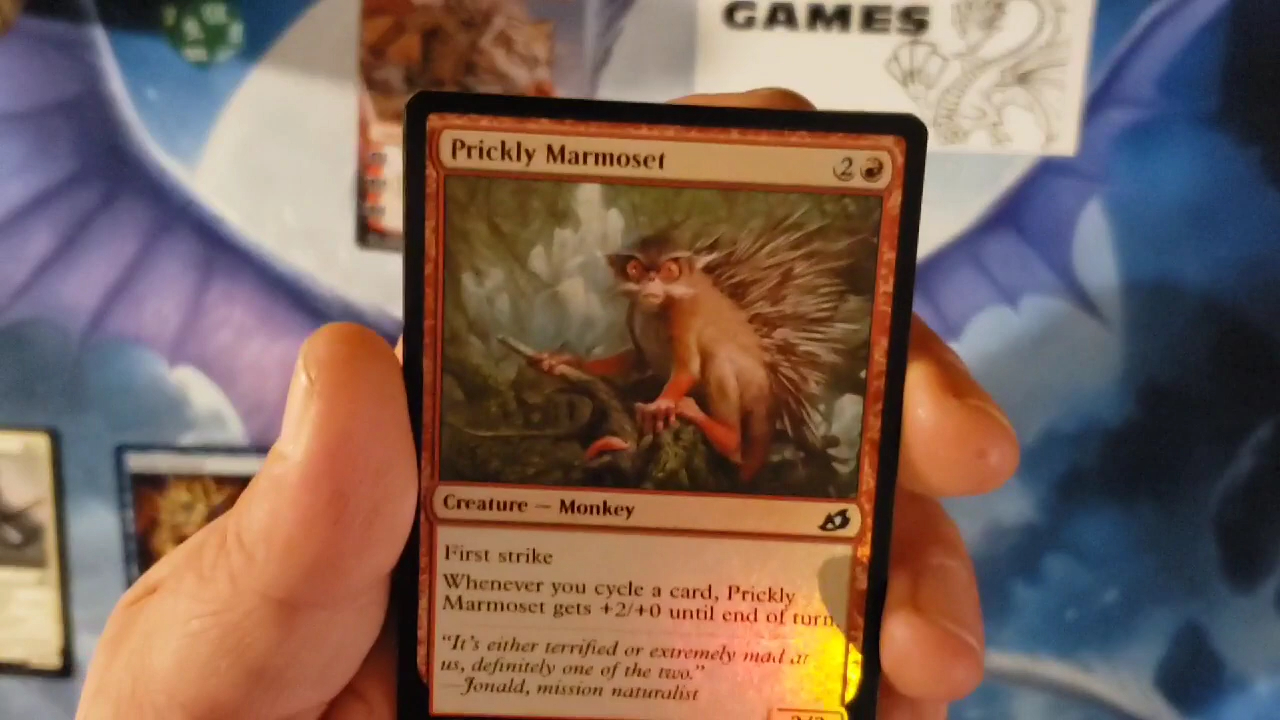 GAMES
Prickly Marmoset
2
Creature — Monkey
First strike
Whenever you cycle a card, Prickly
Marmoset gets +2/+0 until end of turn.
"It's either terrified or extremely mad at
us, definitely one of the two."
—Jonald, mission naturalist